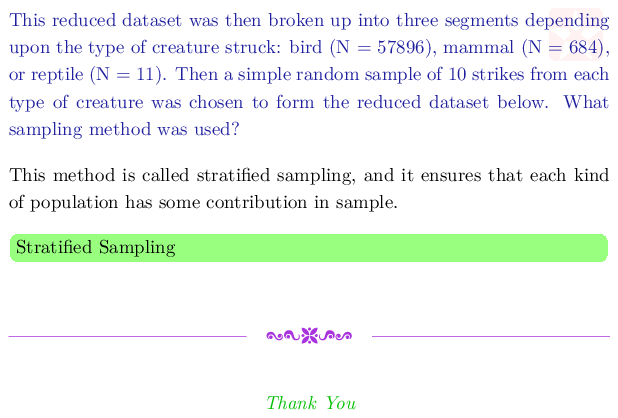 This reduced dataset was then broken up into three segments depending
upon the type of creature struck: bird (N = 57896), mammal (N = 684),
or reptile (N = 11). Then a simple random sample of 10 strikes from each
type of creature was chosen to form the reduced dataset below. What
sampling method was used?
This method is called stratified sampling, and it ensures that each kind
of population has some contribution in sample.
Stratified Sampling
Thank You